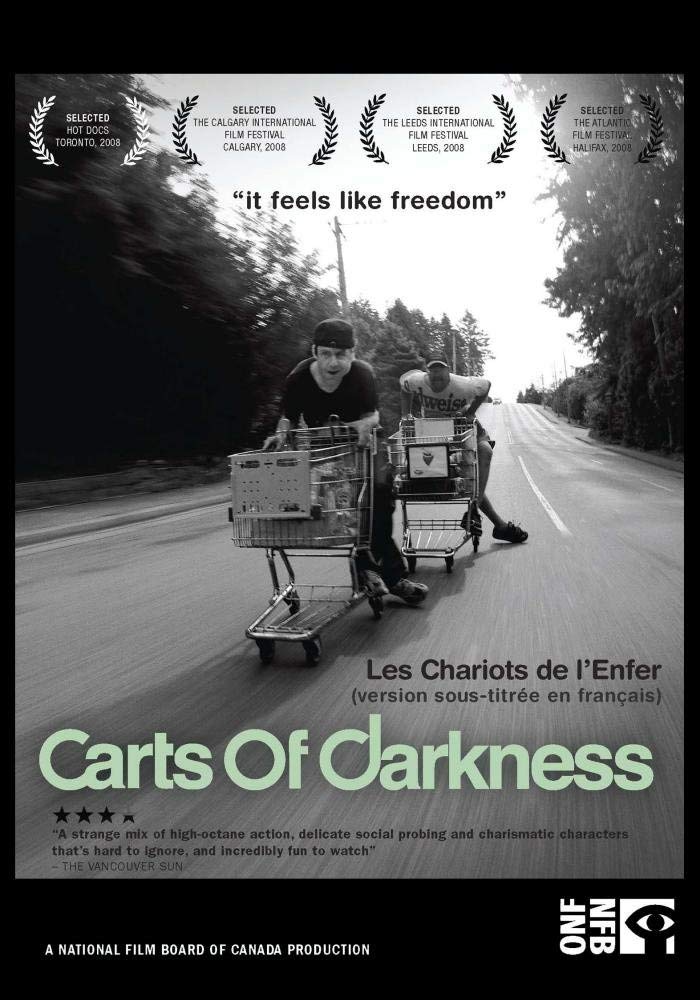 SELECTED
HOT DOCS
TORONTO, 2008
SELECTED
THE CALGARY INTERNATIONAL
FILM FESTIVAL
CALGARY, 2008
SELECTED
THE LEEDS INTERNATIONAL
FILM FESTIVAL
LEEDS, 2008
SELECTED
THE ATLANTIC
FILM FESTIVAL
HALIFAX, 2008
“it feels like freedom”
Les Chariots de l’Enfer
(version sous-titrée en français)
Carts Of darkness
“A strange mix of high-octane action, delicate social probing and charismatic characters
that’s hard to ignore, and incredibly fun to watch”
– THE VANCOUVER SUN
A NATIONAL FILM BOARD OF CANADA PRODUCTION
ONF
NFB